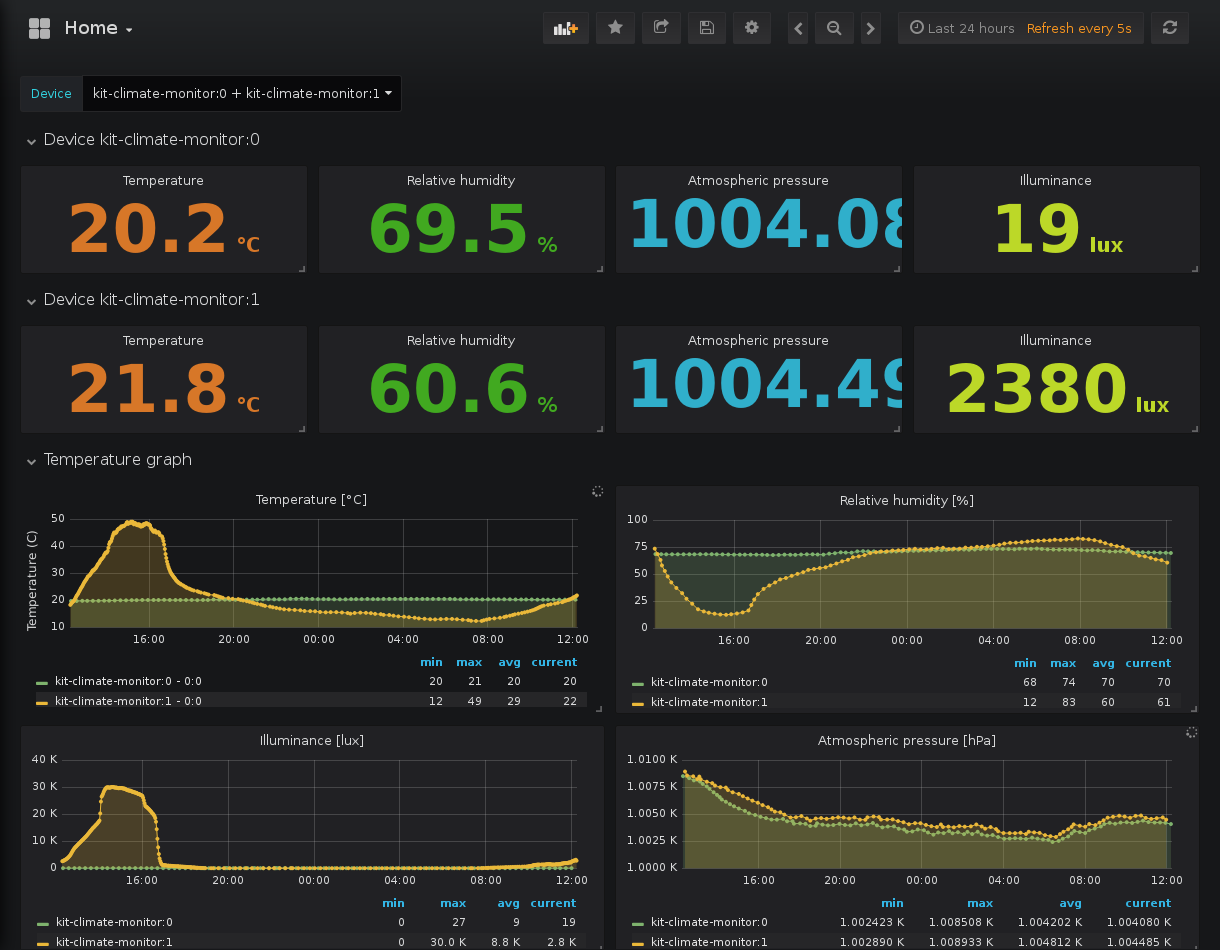 Home
Last 24 hours Refresh every 5s
Device kit-climate-monitor:0 + kit-climate-monitor:1
Device kit-climate-monitor:0
Temperature Relative humidity Atmospheric pressure Illuminance
20.2 °C 69.5 % 1004.08 19 lux
Device kit-climate-monitor:1
Temperature Relative humidity Atmospheric pressure Illuminance
21.8 °C 60.6 % 1004.49 2380 lux
Temperature graph
Temperature [°C]
Temperature (C)
50
40
30
20
10
16:00 20:00 00:00 04:00 08:00 12:00
min max avg current
kit-climate-monitor:0 - 0:0 20 21 20 20
kit-climate-monitor:1 - 0:0 12 49 29 22
Relative humidity [%]
100
75
50
25
0
16:00 20:00 00:00 04:00 08:00 12:00
min max avg current
kit-climate-monitor:0 68 74 70 70
kit-climate-monitor:1 12 83 60 61
Illuminance [lux]
40 K
30 K
20 K
10 K
0
16:00 20:00 00:00 04:00 08:00 12:00
min max avg current
kit-climate-monitor:0 0 27 9 19
kit-climate-monitor:1 0 30.0 K 8.8 K 2.8 K
Atmospheric pressure [hPa]
1.0100 K
1.0075 K
1.0050 K
1.0025 K
1.0000 K
16:00 20:00 00:00 04:00 08:00 12:00
min max avg current
kit-climate-monitor:0 1.002423 K 1.008508 K 1.004202 K 1.004080 K
kit-climate-monitor:1 1.002890 K 1.008933 K 1.004812 K 1.004485 K